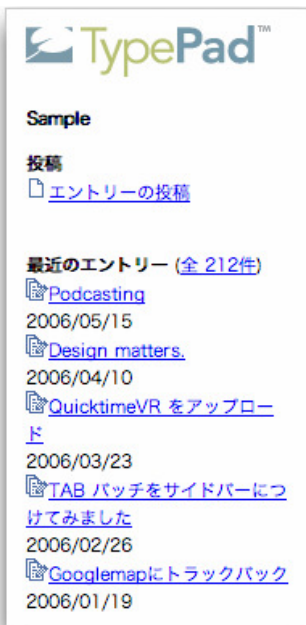 TypePad™
Sample
投稿
エントリーの投稿
最近のエントリー (全 212件)
Podcasting
2006/05/15
Design matters.
2006/04/10
QuicktimeVR をアップロー
ド
2006/03/23
TAB バッチをサイドバーにつ
けてみました
2006/02/26
Googlemapにトラックバック
2006/01/19